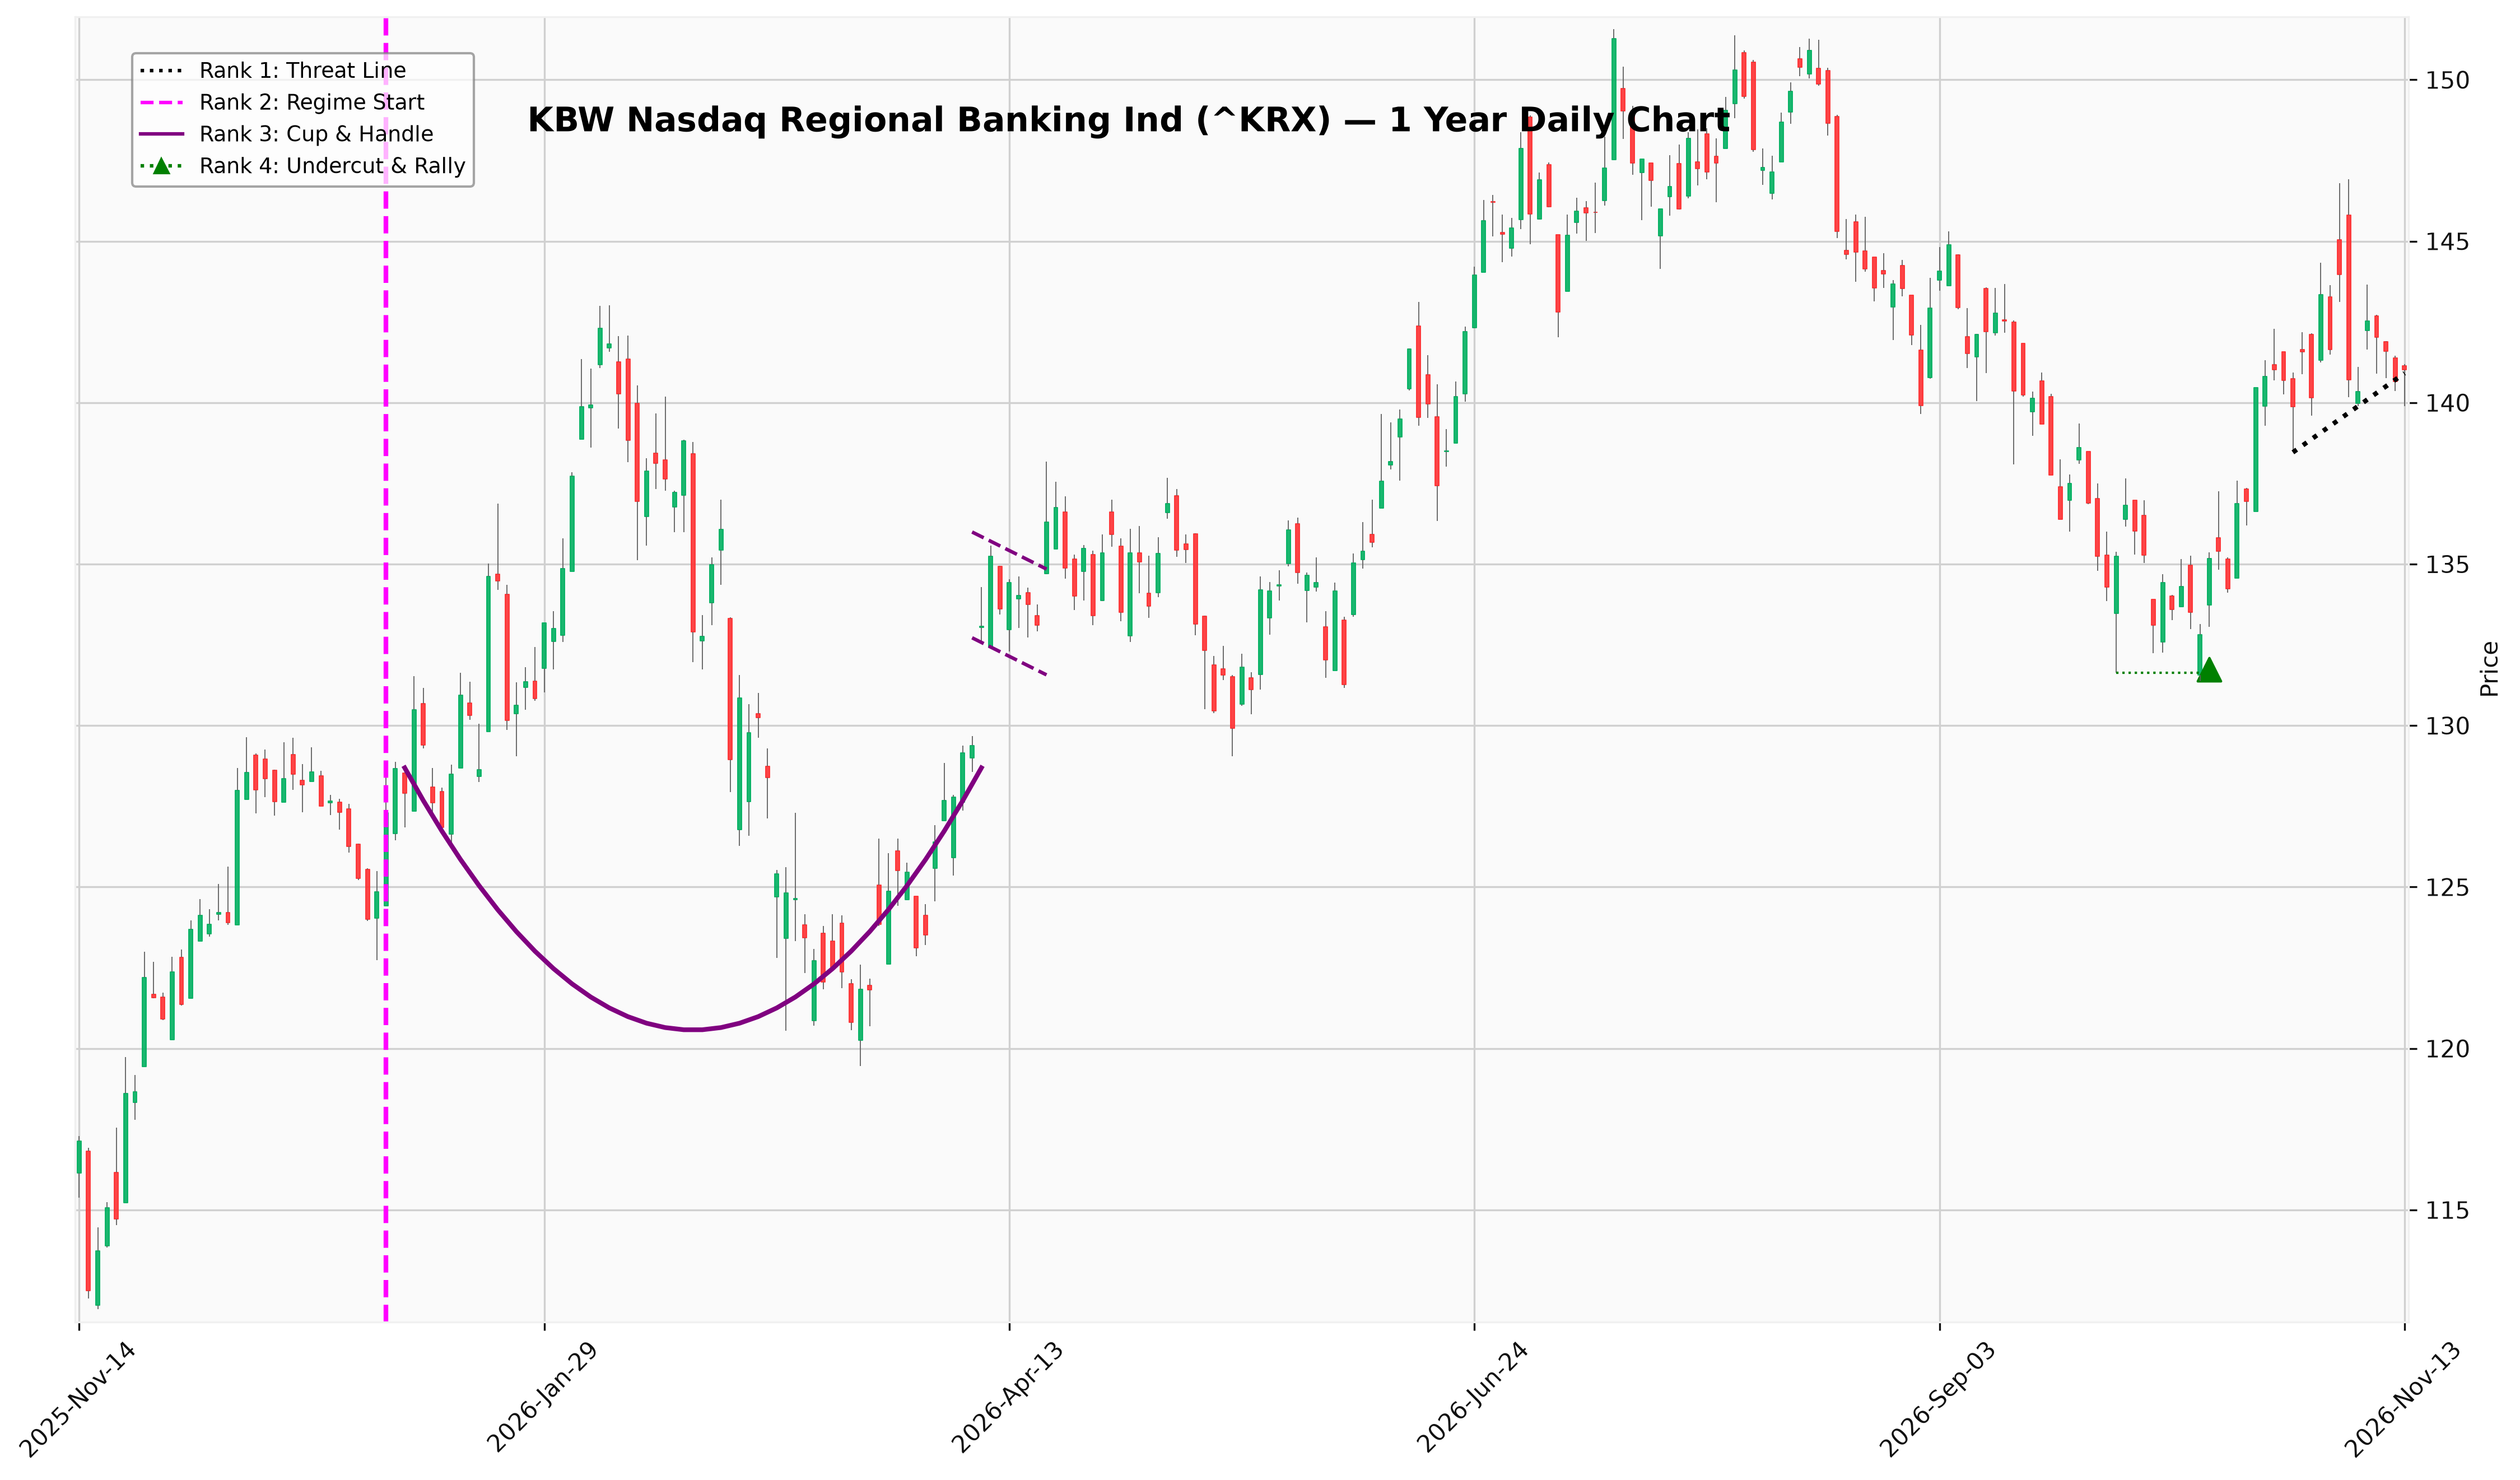 KBW Nasdaq Regional Banking Ind (^KRX) — 1 Year Daily Chart
Rank 1: Threat Line
Rank 2: Regime Start
Rank 3: Cup & Handle
Rank 4: Undercut & Rally
150
145
140
135
130
125
120
115
Price
2025-Nov-14
2026-Jan-29
2026-Apr-13
2026-Jun-24
2026-Sep-03
2026-Nov-13